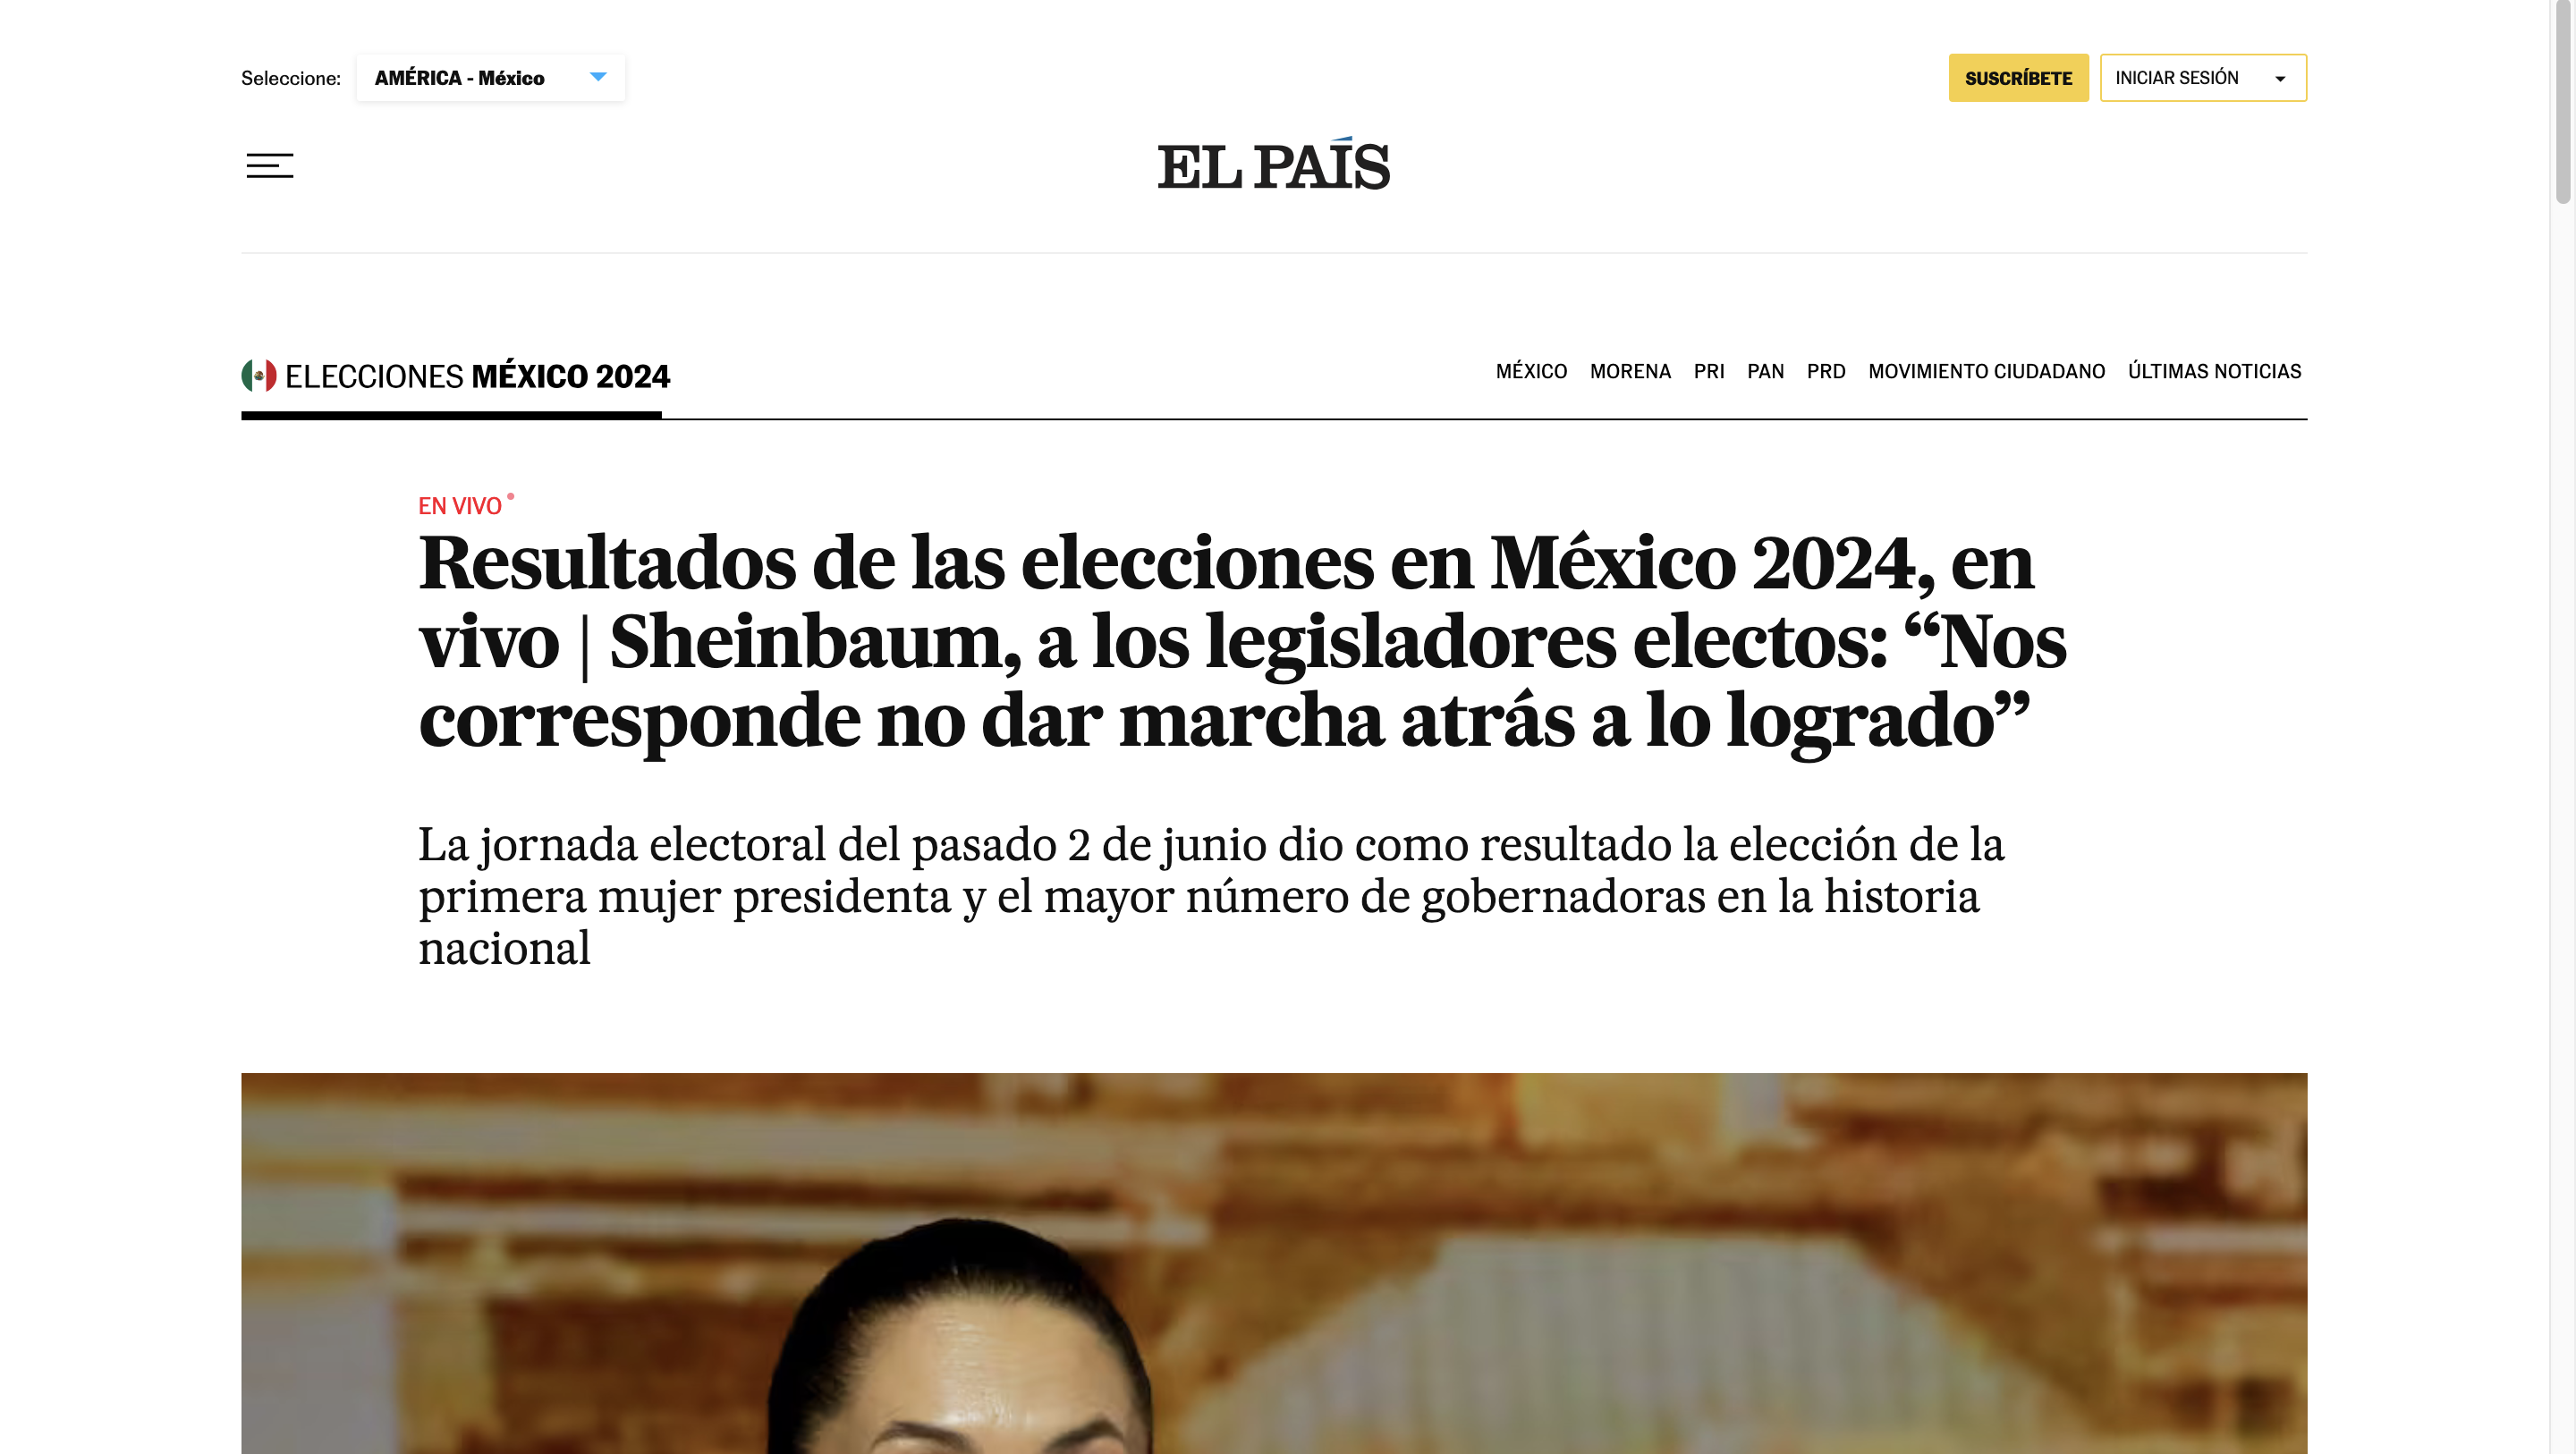 Seleccione: AMÉRICA - México
SUSCRÍBETE
INICIAR SESIÓN
EL PAÍS
ELECCIONES MÉXICO 2024
MÉXICO MORENA PRI PAN PRD MOVIMIENTO CIUDADANO ÚLTIMAS NOTICIAS
EN VIVO
Resultados de las elecciones en México 2024, en
vivo | Sheinbaum, a los legisladores electos: “Nos
corresponde no dar marcha atrás a lo logrado”
La jornada electoral del pasado 2 de junio dio como resultado la elección de la
primera mujer presidenta y el mayor número de gobernadoras en la historia
nacional